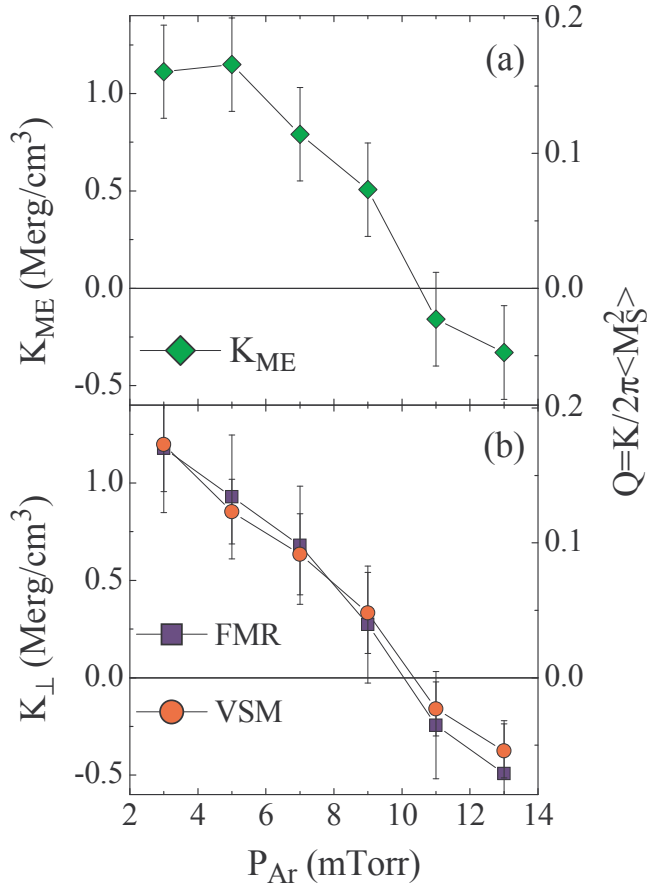 (a)
0.2
1.0
0.1
0.5
0.0
0.0
-0.5
K_ME (Merg/cm³)
K_ME
Q=K/2π<M_S²>
(b)
0.2
1.0
0.1
0.5
0.0
0.0
-0.5
K_⊥ (Merg/cm³)
FMR
VSM
2 4 6 8 10 12 14
P_Ar (mTorr)